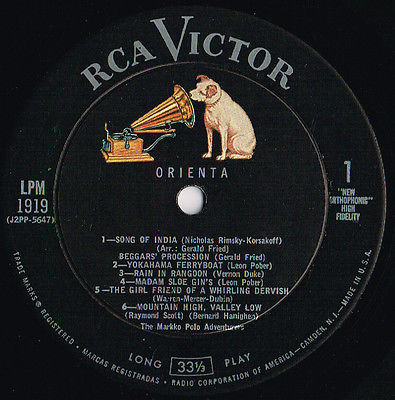 RCA VICTOR
ORIENTA
LPM
1919
(J2PP-5647)
1
"NEW
ORTHOPHONIC"
HIGH
FIDELITY
1—SONG OF INDIA (Nicholas Rimsky-Korsakoff)
(Arr.: Gerald Fried)
BEGGARS' PROCESSION (Gerald Fried)
2—YOKAHAMA FERRYBOAT (Leon Pober)
3—RAIN IN RANGOON (Vernon Duke)
4—MADAM SLOE GIN'S (Leon Pober)
5—THE GIRL FRIEND OF A WHIRLING DERVISH
(Warren-Mercer-Dubin)
6—MOUNTAIN HIGH, VALLEY LOW
(Raymond Scott) (Bernard Hanighen)
The Markko Polo Adventurers
LONG 33⅓ PLAY
TRADE MARKS ® REGISTERED • MARCAS REGISTRADAS • RADIO CORPORATION OF AMERICA—CAMDEN, N.J. • MADE IN U.S.A.